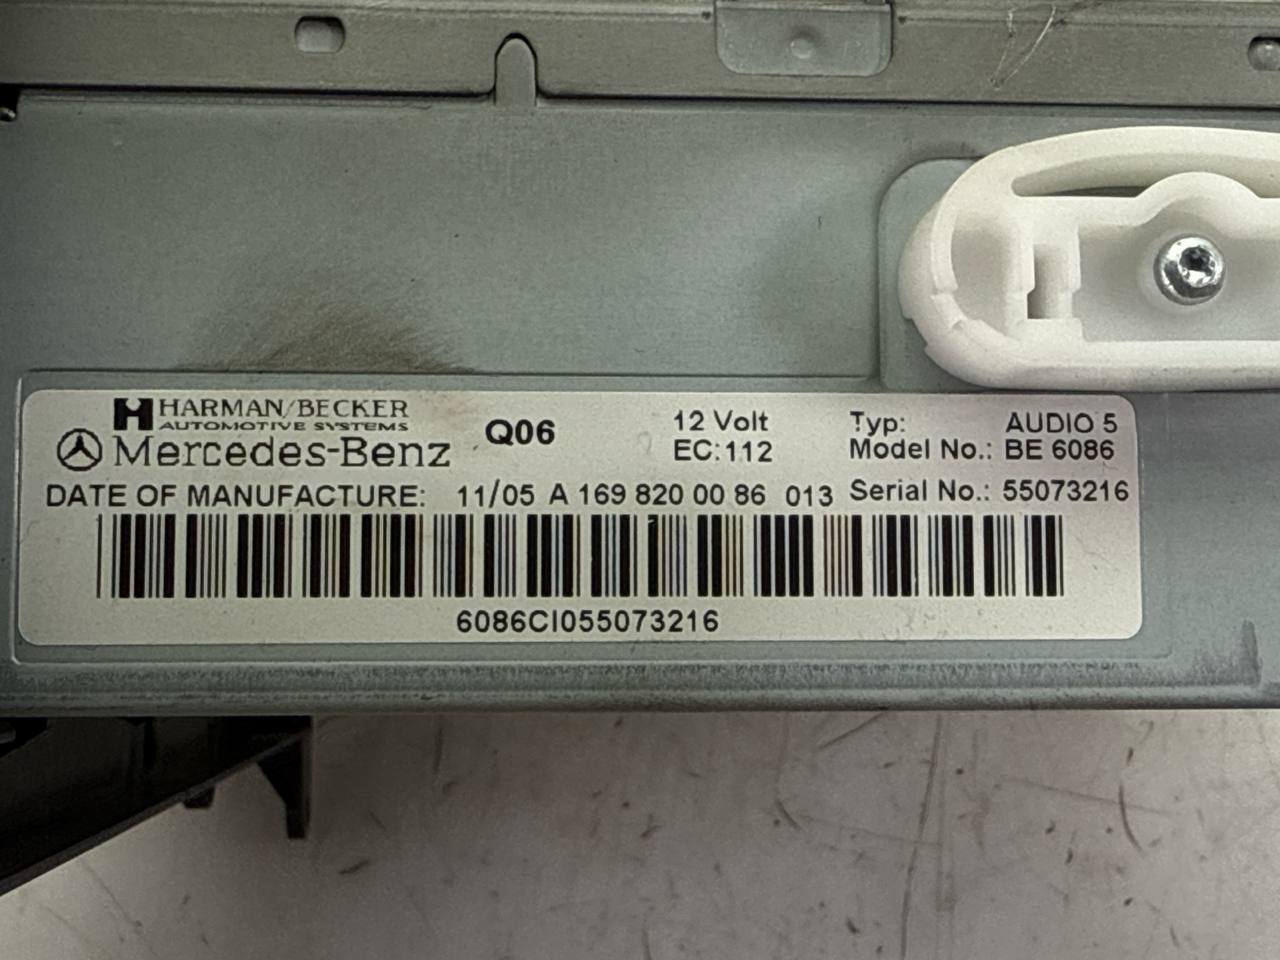 HARMAN/BECKER
AUTOMOTIVE SYSTEMS
Mercedes-Benz
Q06
12 Volt
EC:112
Typ: AUDIO 5
Model No.: BE 6086
DATE OF MANUFACTURE: 11/05 A 169 820 00 86 013 Serial No.: 55073216
6086CI055073216